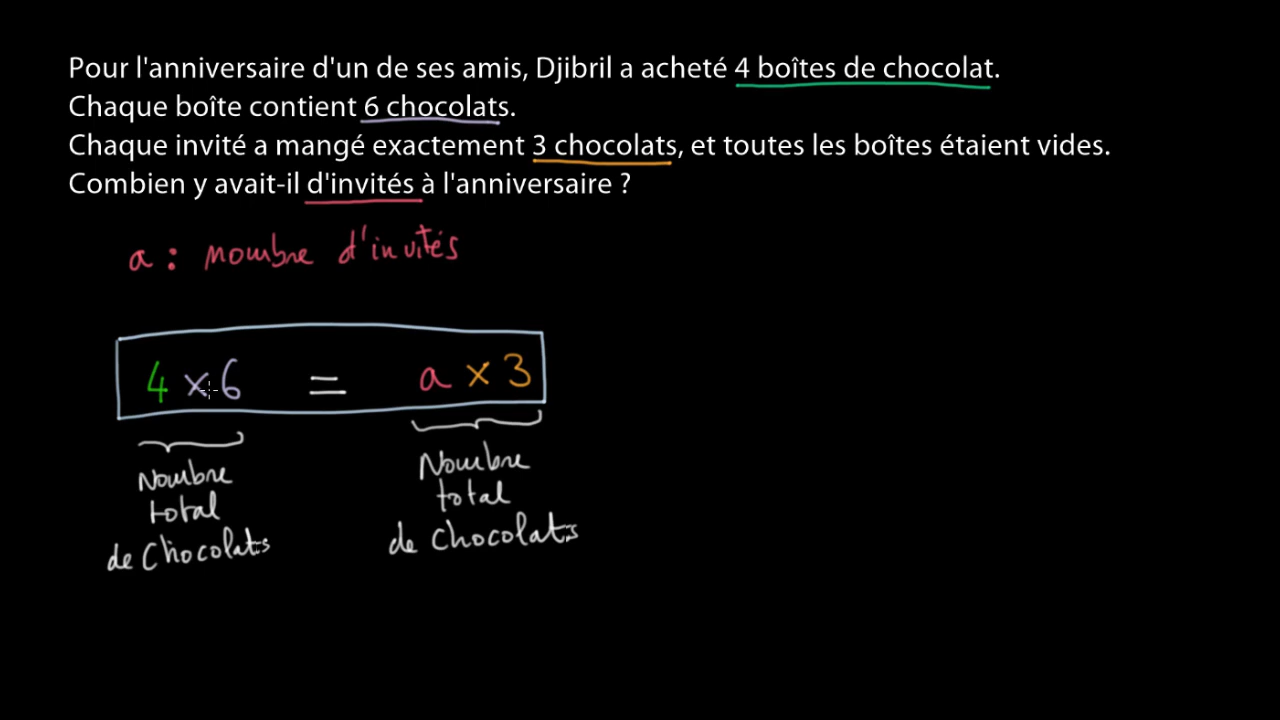 Pour l'anniversaire d'un de ses amis, Djibril a acheté 4 boîtes de chocolat.
Chaque boîte contient 6 chocolats.
Chaque invité a mangé exactement 3 chocolats, et toutes les boîtes étaient vides.
Combien y avait-il d'invités à l'anniversaire ?
a : nombre d'invités
4 x 6 = a x 3
Nombre
total
de chocolats
Nombre
total
de chocolats